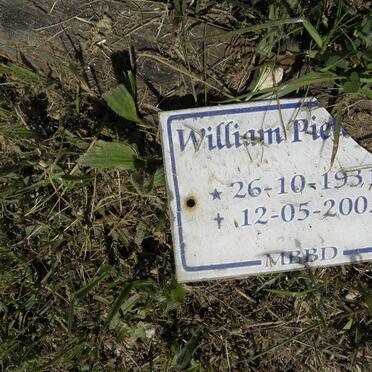 William Pie
★ 26-10-193
✝ 12-05-200
MBBD